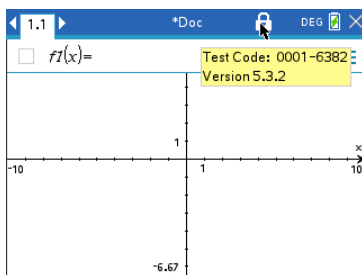 1.1 *Doc DEG
f1(x)=
Test Code: 0001-6382
Version 5.3.2
1
x
-10 1 10
-6.67